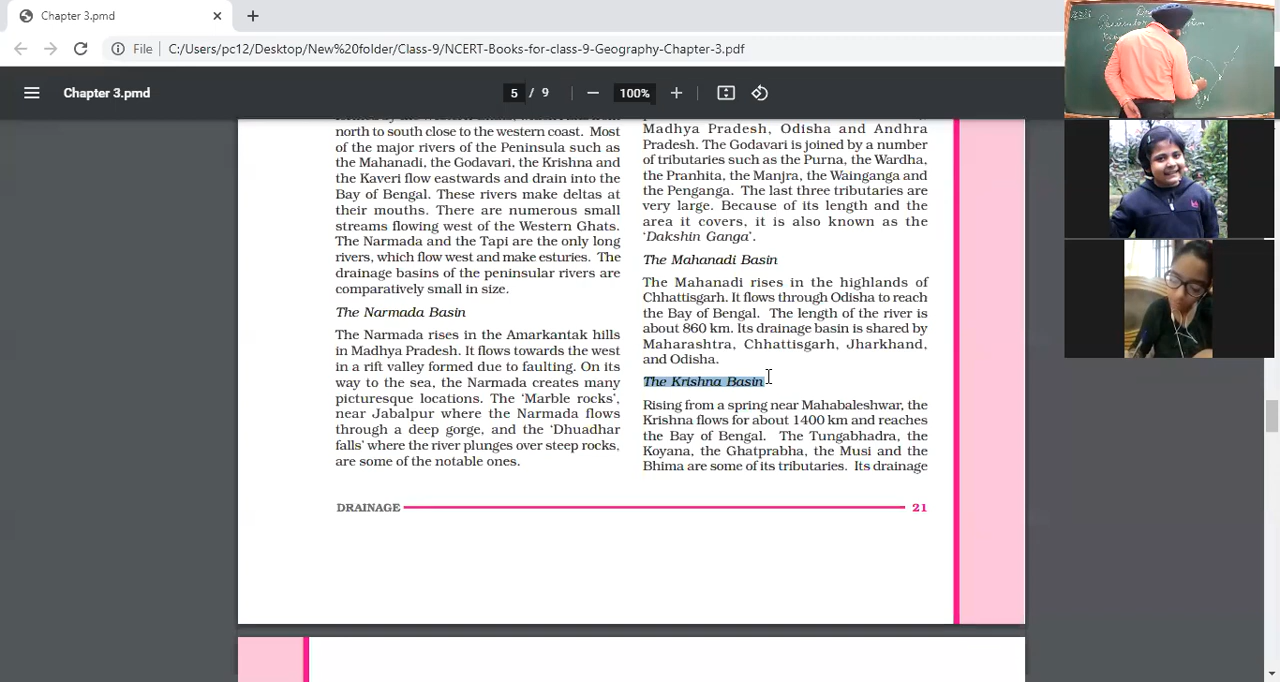 Chapter 3.pmd
File
C:/Users/pc12/Desktop/New%20folder/Class-9/NCERT-Books-for-class-9-Geography-Chapter-3.pdf
Chapter 3.pmd
5 / 9
100%
north to south close to the western coast. Most
of the major rivers of the Peninsula such as
the Mahanadi, the Godavari, the Krishna and
the Kaveri flow eastwards and drain into the
Bay of Bengal. These rivers make deltas at
their mouths. There are numerous small
streams flowing west of the Western Ghats.
The Narmada and the Tapi are the only long
rivers, which flow west and make esturies. The
drainage basins of the peninsular rivers are
comparatively small in size.
The Narmada Basin
The Narmada rises in the Amarkantak hills
in Madhya Pradesh. It flows towards the west
in a rift valley formed due to faulting. On its
way to the sea, the Narmada creates many
picturesque locations. The ‘Marble rocks’,
near Jabalpur where the Narmada flows
through a deep gorge, and the ‘Dhuadhar
falls’ where the river plunges over steep rocks,
are some of the notable ones.
Madhya Pradesh, Odisha and Andhra
Pradesh. The Godavari is joined by a number
of tributaries such as the Purna, the Wardha,
the Pranhita, the Manjra, the Wainganga and
the Penganga. The last three tributaries are
very large. Because of its length and the
area it covers, it is also known as the
‘Dakshin Ganga’.
The Mahanadi Basin
The Mahanadi rises in the highlands of
Chhattisgarh. It flows through Odisha to reach
the Bay of Bengal. The length of the river is
about 860 km. Its drainage basin is shared by
Maharashtra, Chhattisgarh, Jharkhand,
and Odisha.
The Krishna Basin
Rising from a spring near Mahabaleshwar, the
Krishna flows for about 1400 km and reaches
the Bay of Bengal. The Tungabhadra, the
Koyana, the Ghatprabha, the Musi and the
Bhima are some of its tributaries. Its drainage
DRAINAGE
21